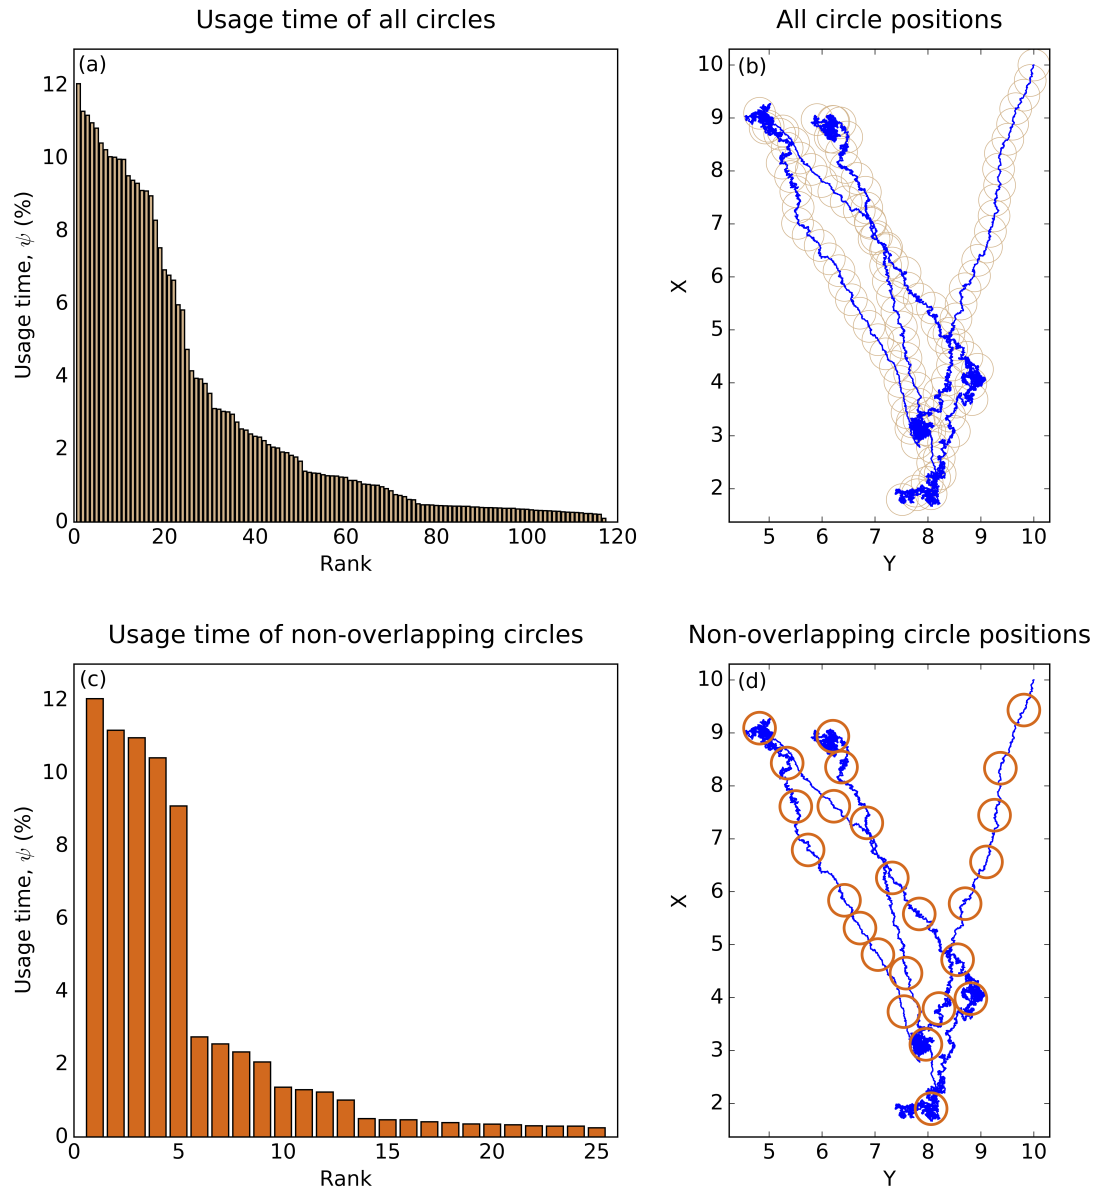 Usage time of all circles
(a)
12
10
8
6
4
2
0
Usage time, ψ (%)
0 20 40 60 80 100 120
Rank
All circle positions
(b)
10
9
8
7
6
5
4
3
2
X
5 6 7 8 9 10
Y
Usage time of non-overlapping circles
(c)
12
10
8
6
4
2
0
Usage time, ψ (%)
0 5 10 15 20 25
Rank
Non-overlapping circle positions
(d)
10
9
8
7
6
5
4
3
2
X
5 6 7 8 9 10
Y